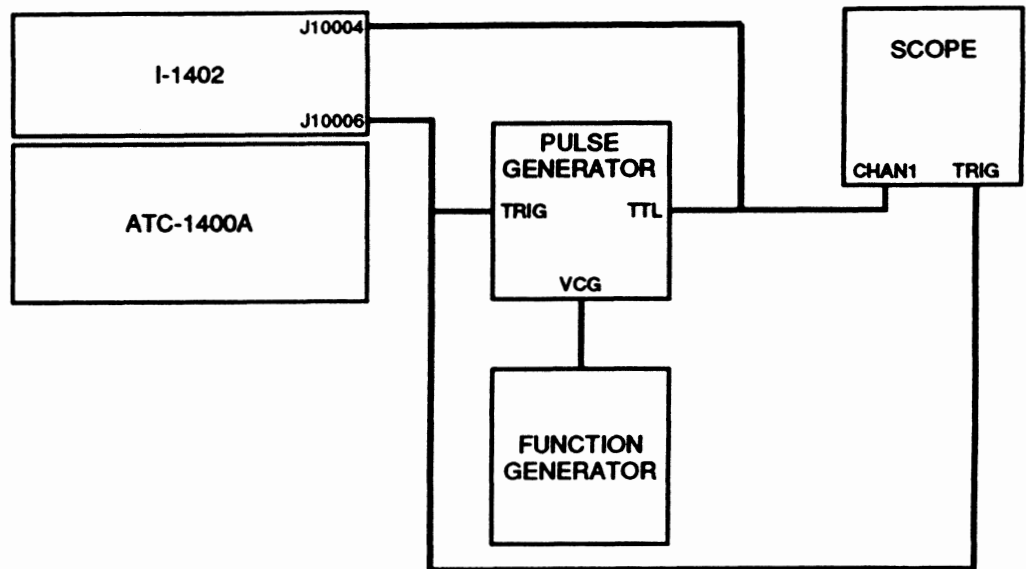 J10004
I-1402
J10006
ATC-1400A
PULSE
GENERATOR
TRIG
TTL
VCG
FUNCTION
GENERATOR
SCOPE
CHAN1
TRIG